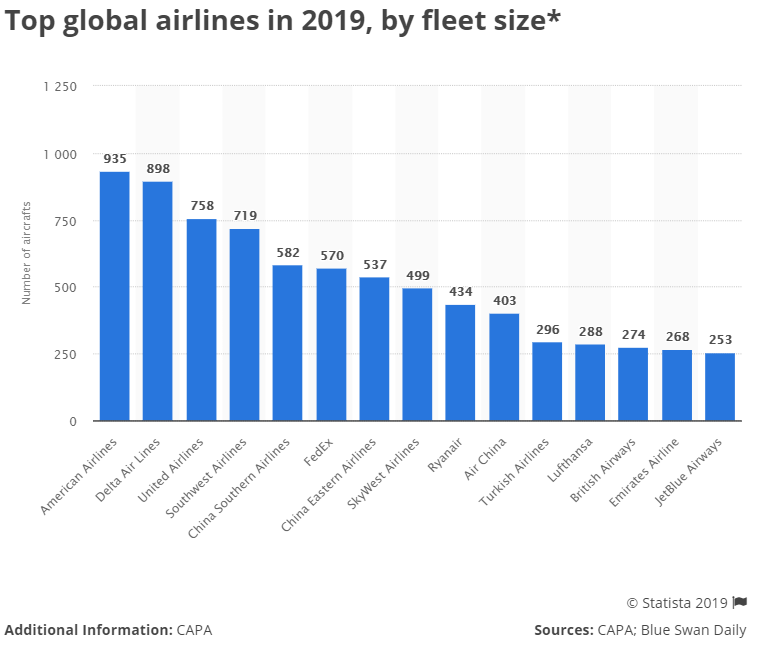 Top global airlines in 2019, by fleet size*
Number of aircrafts
1 250
1 000
750
500
250
0
935
898
758
719
582
570
537
499
434
403
296
288
274
268
253
American Airlines
Delta Air Lines
United Airlines
Southwest Airlines
China Southern Airlines
FedEx
China Eastern Airlines
SkyWest Airlines
Ryanair
Air China
Turkish Airlines
Lufthansa
British Airways
Emirates Airline
JetBlue Airways
© Statista 2019
Additional Information: CAPA
Sources: CAPA; Blue Swan Daily